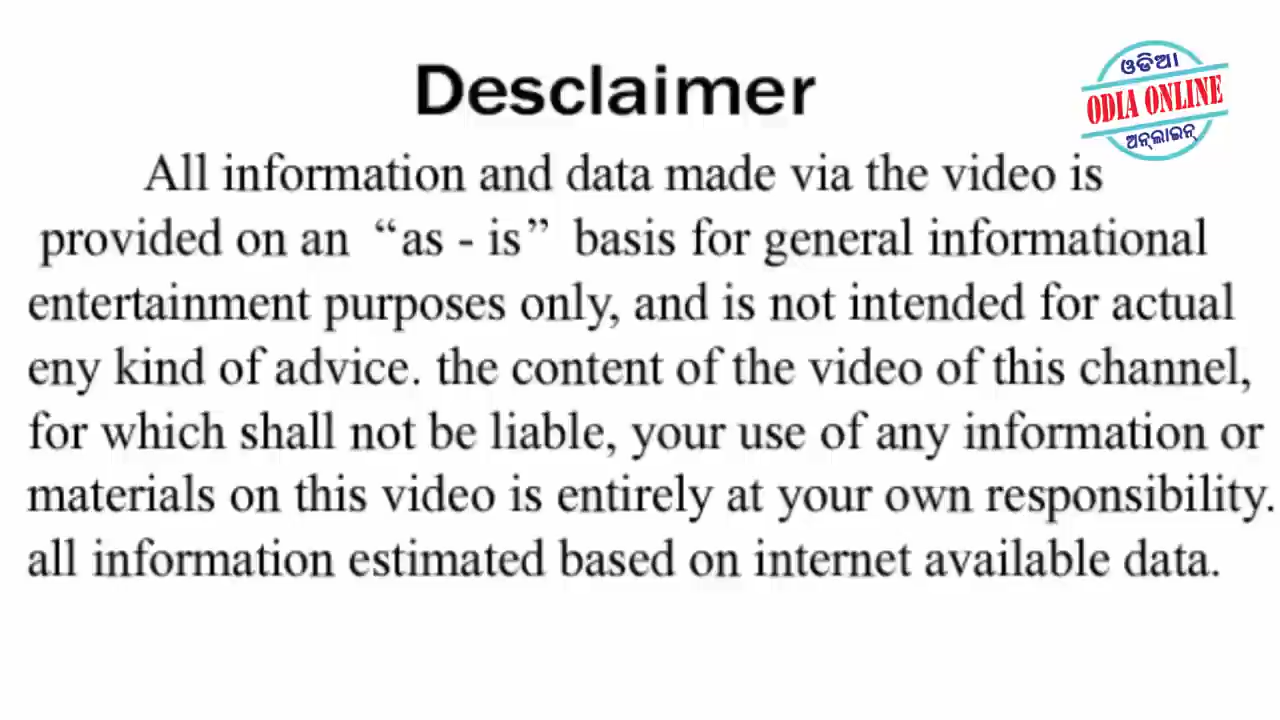 Desclaimer
ଓଡିଆ
ODIA ONLINE
ଅନ୍‌ଲାଇନ୍
All information and data made via the video is
provided on an “as - is” basis for general informational
entertainment purposes only, and is not intended for actual
eny kind of advice. the content of the video of this channel,
for which shall not be liable, your use of any information or
materials on this video is entirely at your own responsibility.
all information estimated based on internet available data.